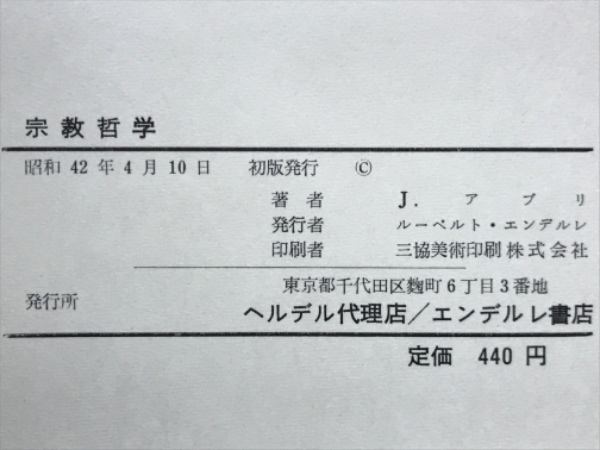 宗教哲学
昭和 42 年 4 月 10 日 初版発行 ©
著者 J. アブリ
発行者 ルーペルト・エンデルレ
印刷者 三協美術印刷株式会社
東京都千代田区麴町6丁目3番地
発行所 ヘルデル代理店/エンデルレ書店
定価 440 円